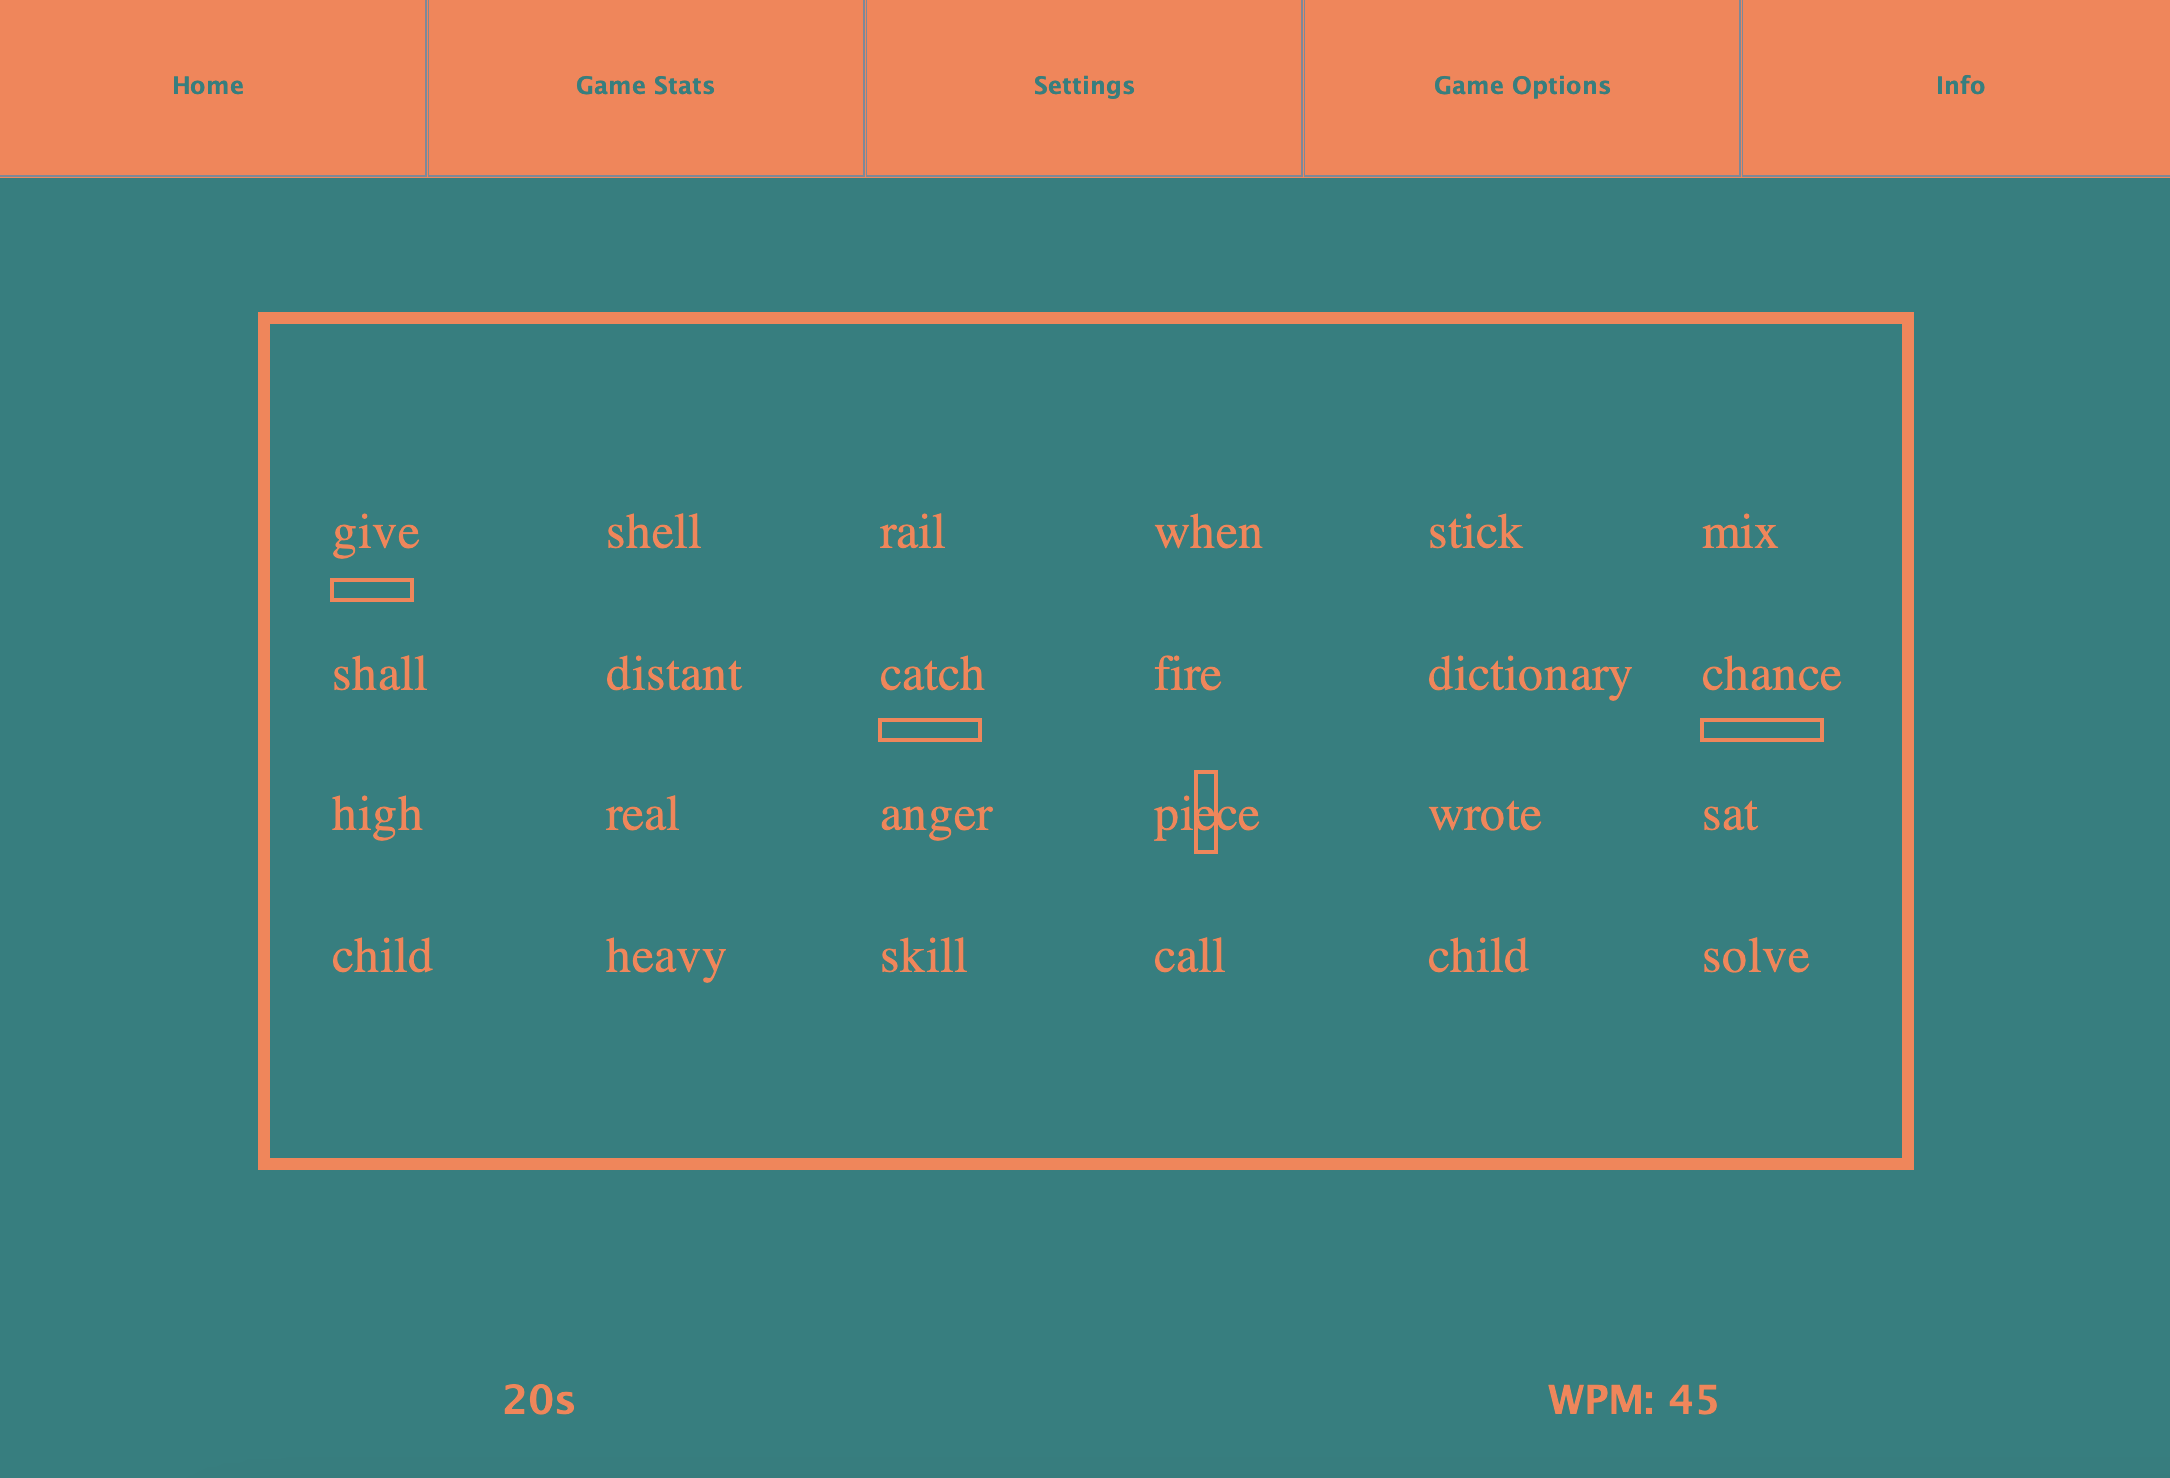 Home Game Stats Settings Game Options Info
give shell rail when stick mix
shall distant catch fire dictionary chance
high real anger piece wrote sat
child heavy skill call child solve
20s WPM: 45